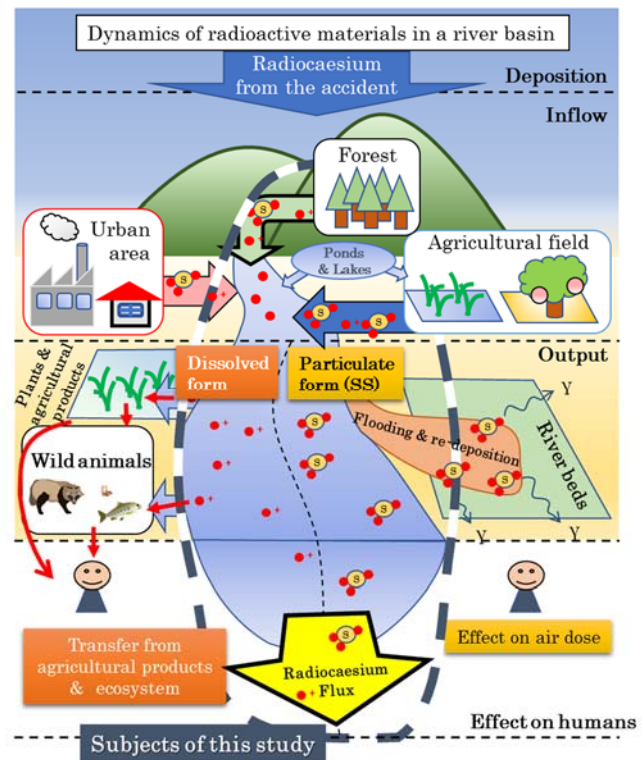 Dynamics of radioactive materials in a river basin
Radiocaesium
from the accident
Deposition
Inflow
Forest
S
Urban
area
S
Ponds
& Lakes
Agricultural field
S
S
Output
Plants &
agricultural
products
Dissolved
form
Particulate
form (SS)
S
S
S
S
S
S
S
Flooding & re-deposition
River beds
γ
γ
γ
Wild animals
S
Transfer from
agricultural products
& ecosystem
Effect on air dose
S
Radiocaesium
Flux
Effect on humans
Subjects of this study